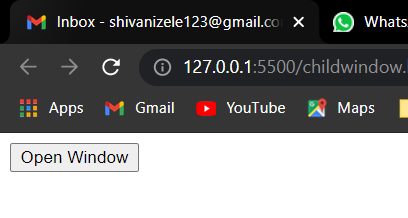 Inbox - shivanizele123@gmail.co
Whats
127.0.0.1:5500/childwindow.
Apps Gmail YouTube Maps
Open Window